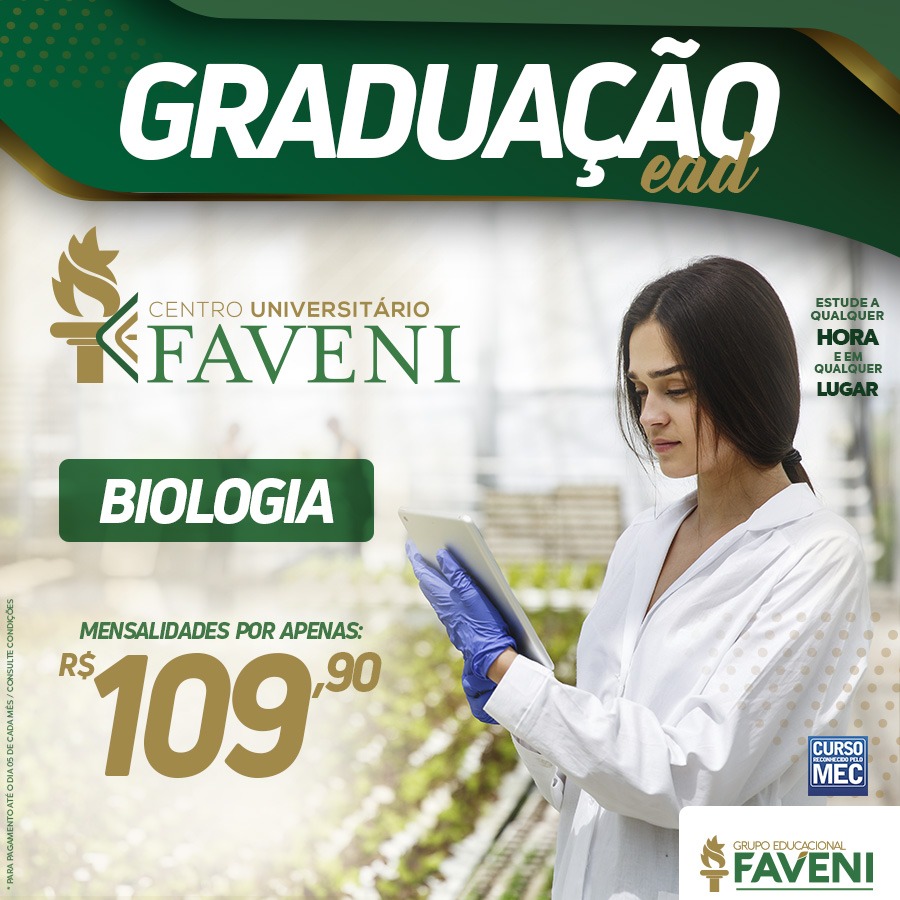 GRADUAÇÃO
ead
CENTRO UNIVERSITÁRIO
FAVENI
ESTUDE A
QUALQUER
HORA
E EM
QUALQUER
LUGAR
BIOLOGIA
MENSALIDADES POR APENAS:
R$109,90
* PARA PAGAMENTO ATÉ O DIA 05 DE CADA MÊS / CONSULTE CONDIÇÕES
CURSO
RECONHECIDO PELO
MEC
GRUPO EDUCACIONAL
FAVENI